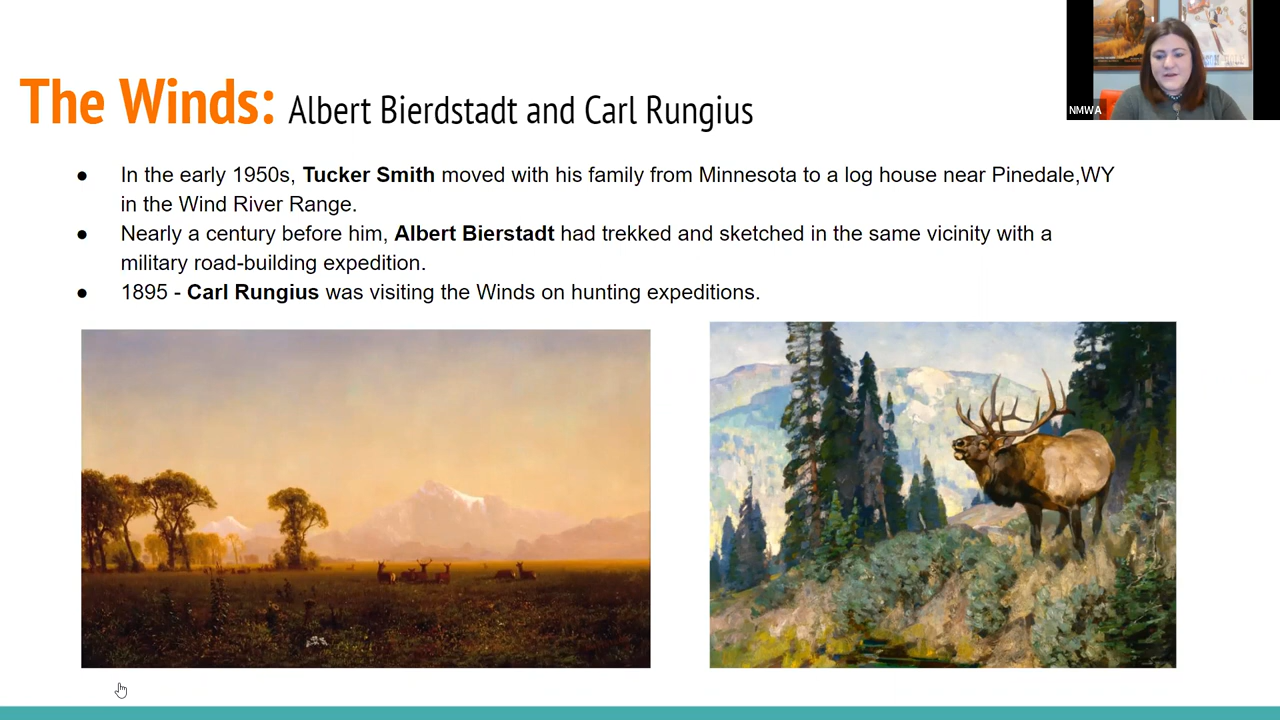 NMWA
The Winds: Albert Bierdstadt and Carl Rungius
● In the early 1950s, Tucker Smith moved with his family from Minnesota to a log house near Pinedale,WY
in the Wind River Range.
● Nearly a century before him, Albert Bierstadt had trekked and sketched in the same vicinity with a
military road-building expedition.
● 1895 - Carl Rungius was visiting the Winds on hunting expeditions.